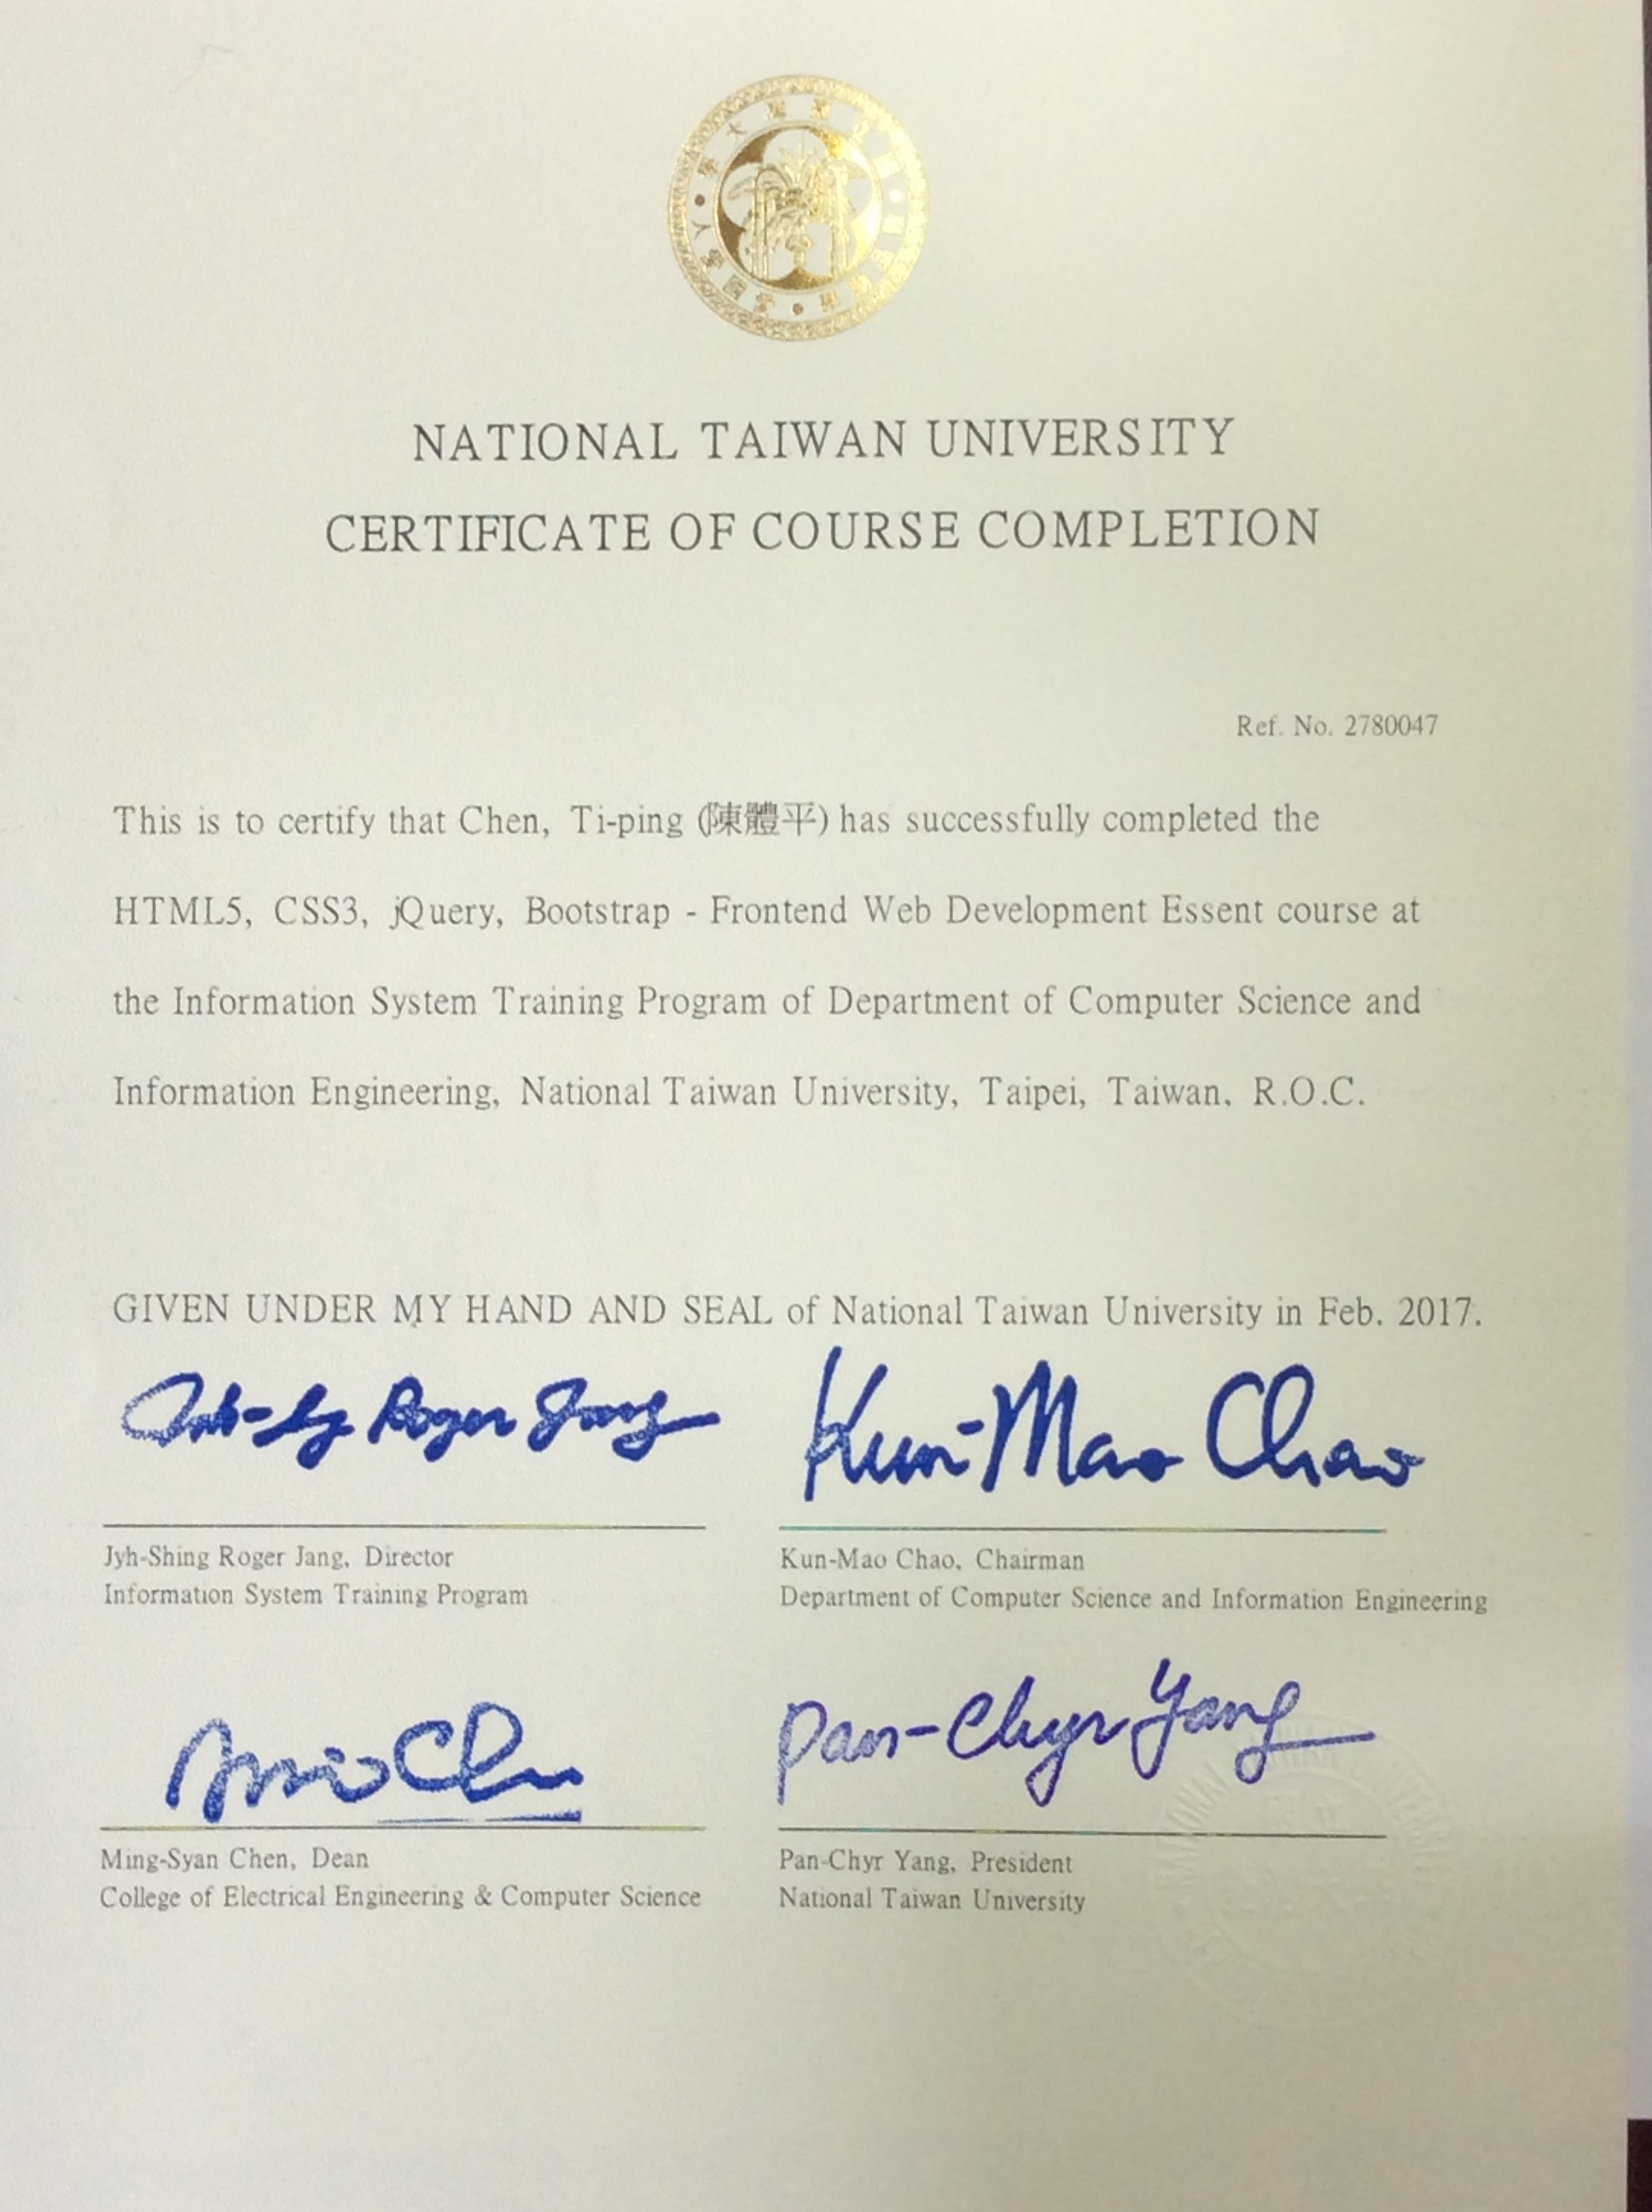 NATIONAL TAIWAN UNIVERSITY
CERTIFICATE OF COURSE COMPLETION
Ref. No. 2780047
This is to certify that Chen, Ti-ping (陳體平) has successfully completed the
HTML5, CSS3, jQuery, Bootstrap - Frontend Web Development Essent course at
the Information System Training Program of Department of Computer Science and
Information Engineering, National Taiwan University, Taipei, Taiwan, R.O.C.
GIVEN UNDER MY HAND AND SEAL of National Taiwan University in Feb. 2017.
Roger Jang
Kun-Mao Chao
Jyh-Shing Roger Jang, Director
Information System Training Program
Kun-Mao Chao, Chairman
Department of Computer Science and Information Engineering
Pan-Chyr Yang
Ming-Syan Chen, Dean
College of Electrical Engineering & Computer Science
Pan-Chyr Yang, President
National Taiwan University